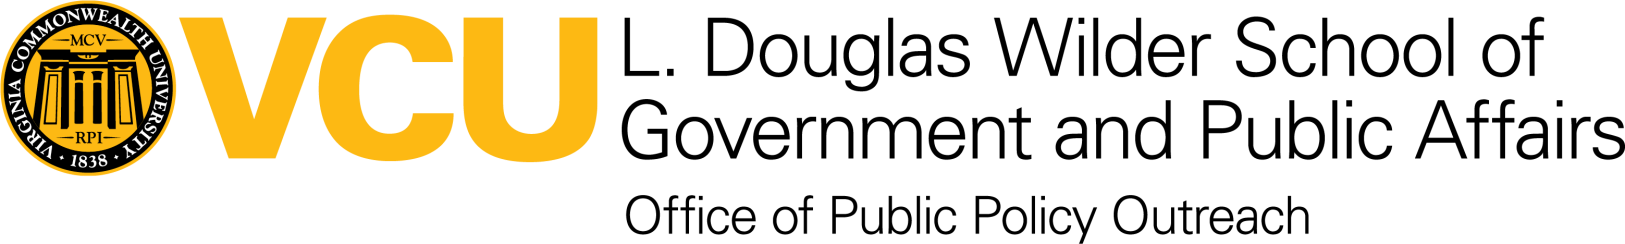 VIRGINIA COMMONWEALTH UNIVERSITY
MCV
RPI
· 1838 ·
VCU
L. Douglas Wilder School of
Government and Public Affairs
Office of Public Policy Outreach